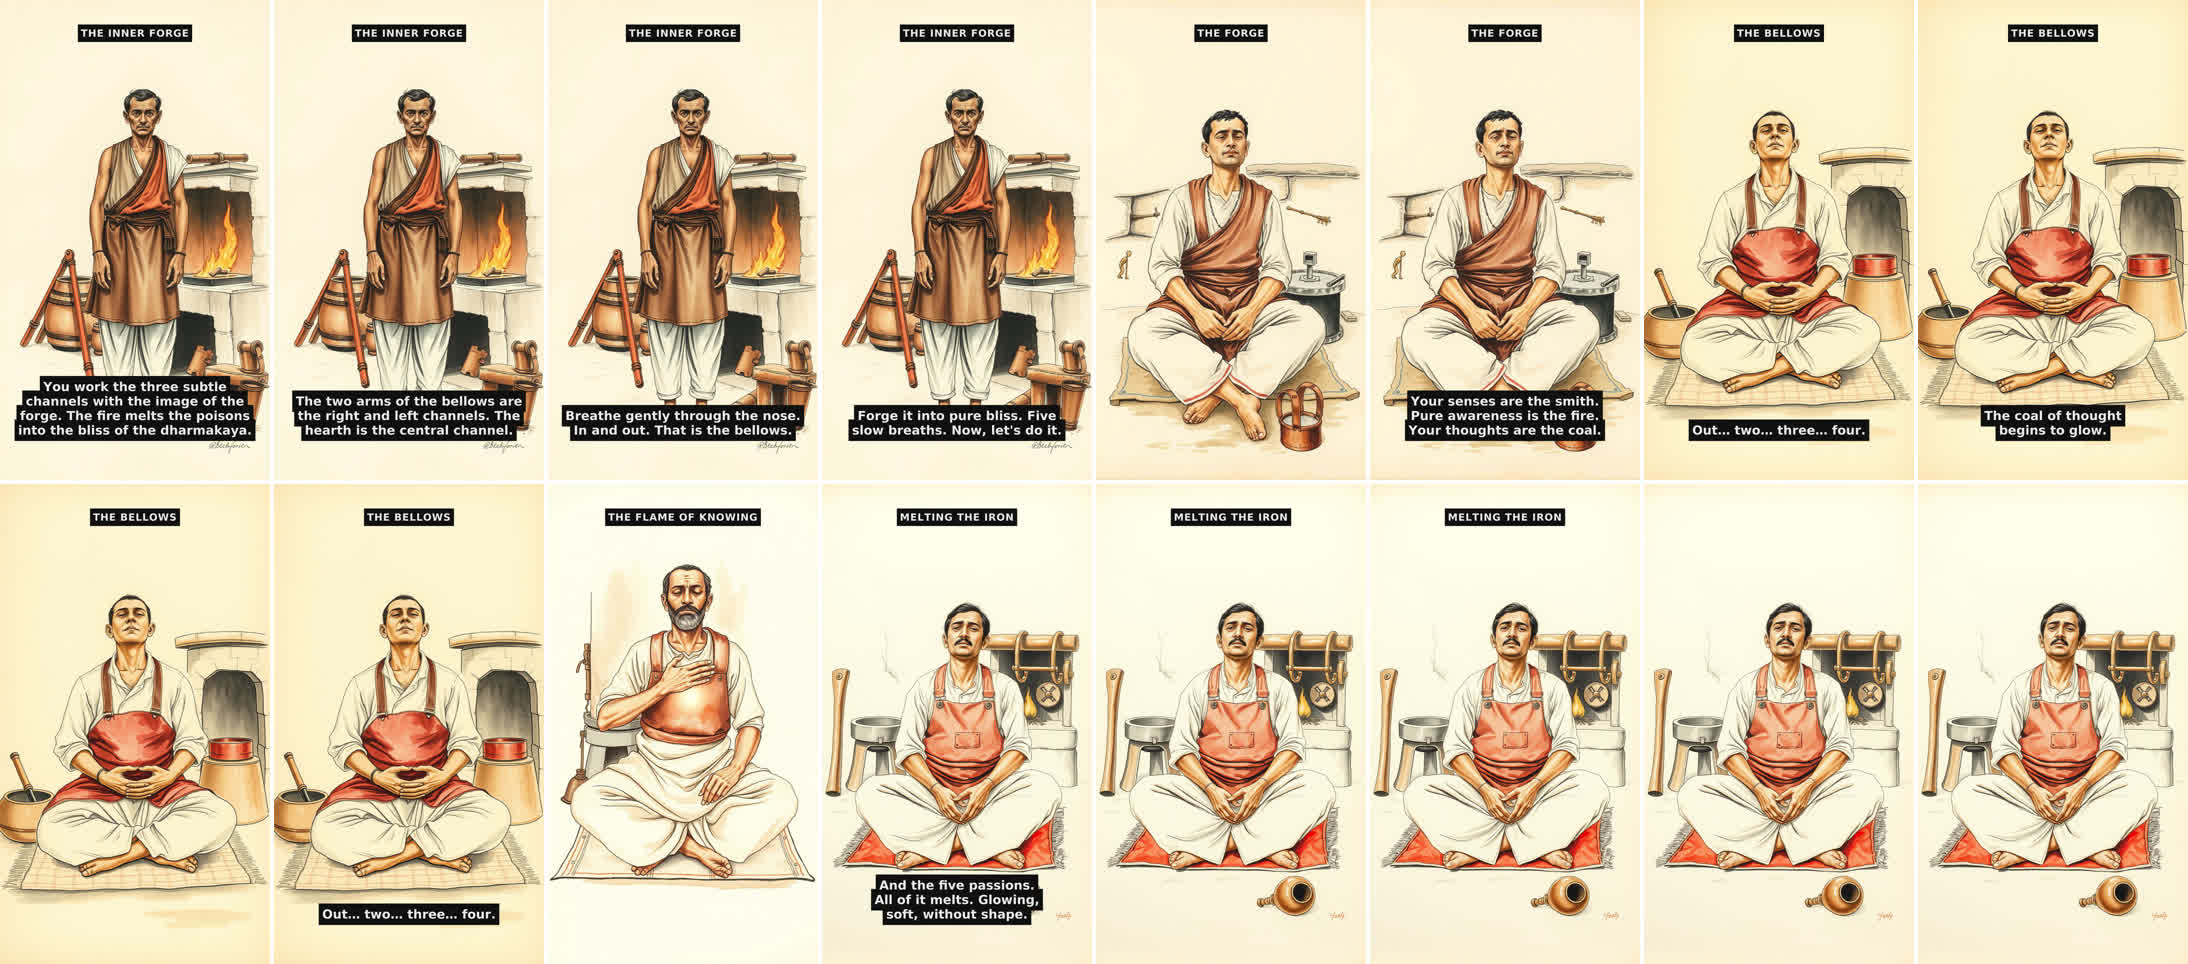 THE INNER FORGE
You work the three subtle
channels with the image of the
forge. The fire melts the poisons
into the bliss of the dharmakaya.
THE INNER FORGE
The two arms of the bellows are
the right and left channels. The
hearth is the central channel.
THE INNER FORGE
Breathe gently through the nose.
In and out. That is the bellows.
THE INNER FORGE
Forge it into pure bliss. Five
slow breaths. Now, let's do it.
THE FORGE
THE FORGE
Your senses are the smith.
Pure awareness is the fire.
Your thoughts are the coal.
THE BELLOWS
Out... two... three... four.
THE BELLOWS
The coal of thought
begins to glow.
THE BELLOWS
THE BELLOWS
Out... two... three... four.
THE FLAME OF KNOWING
MELTING THE IRON
And the five passions.
All of it melts. Glowing,
soft, without shape.
MELTING THE IRON
MELTING THE IRON